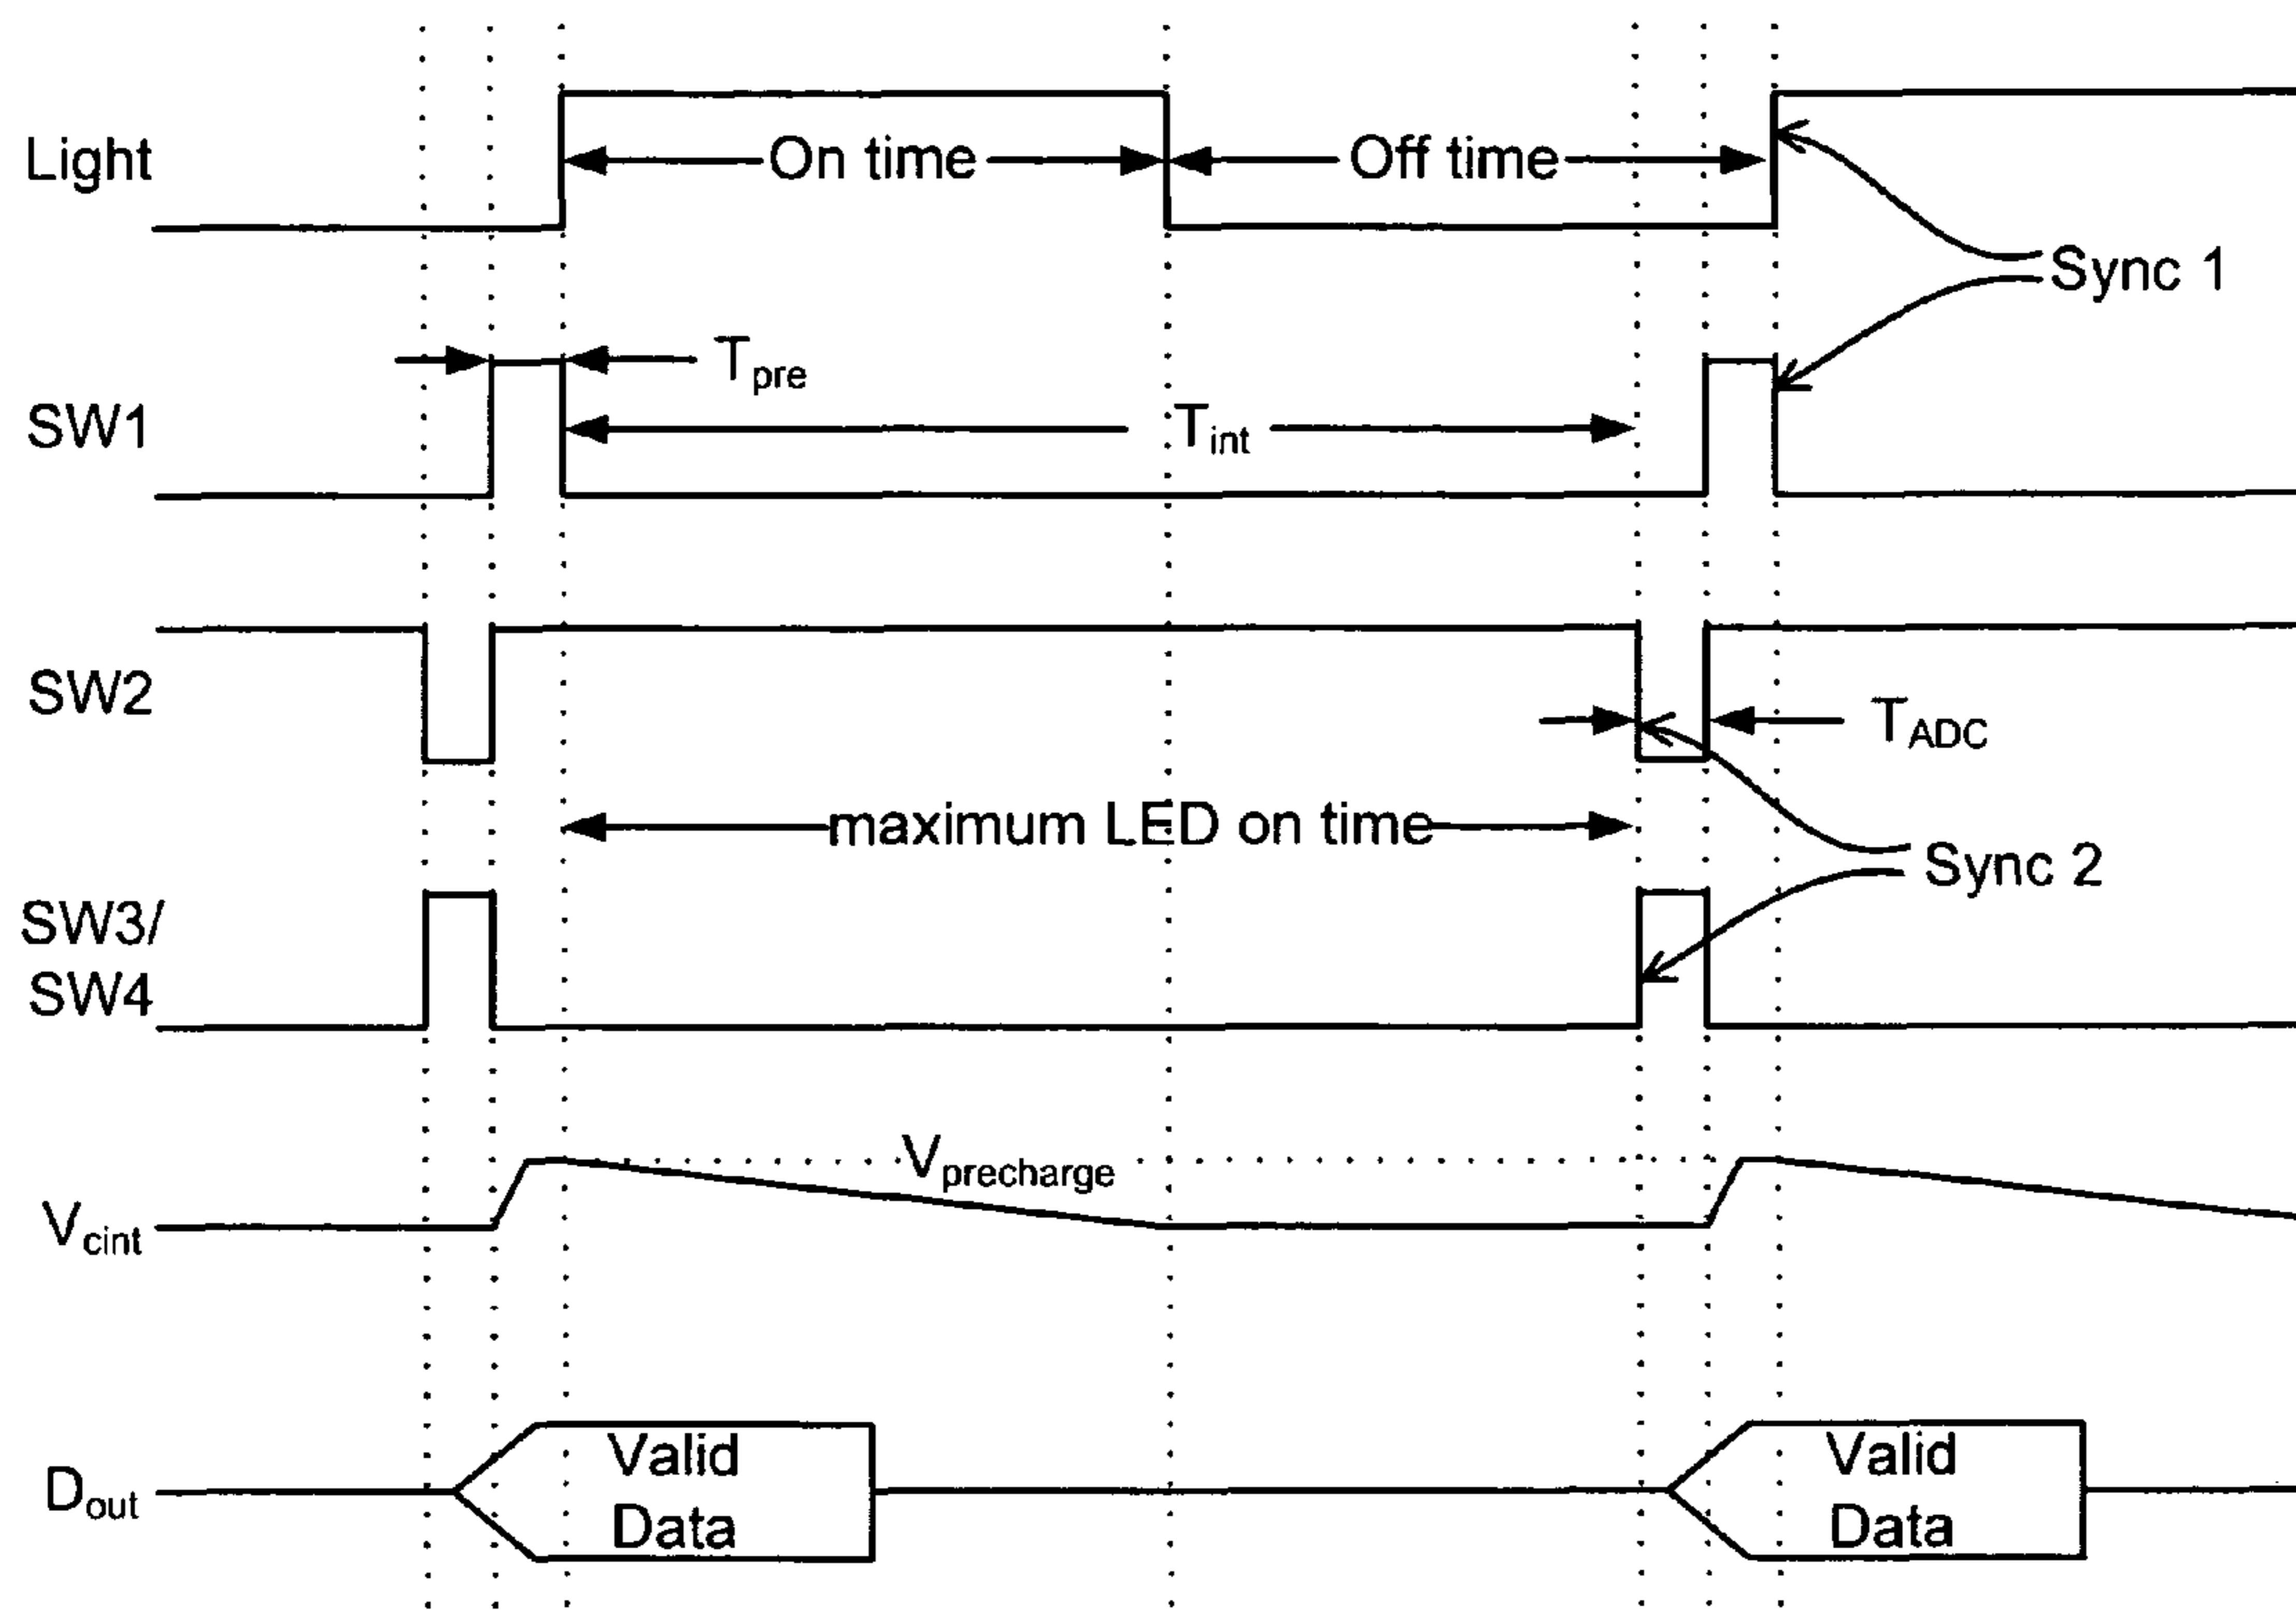 Light
On time
Off time
Sync 1
Tpre
SW1
Tint
SW2
TADC
maximum LED on time
Sync 2
SW3/
SW4
Vprecharge
Vcint
Valid
Data
Valid
Data
Dout